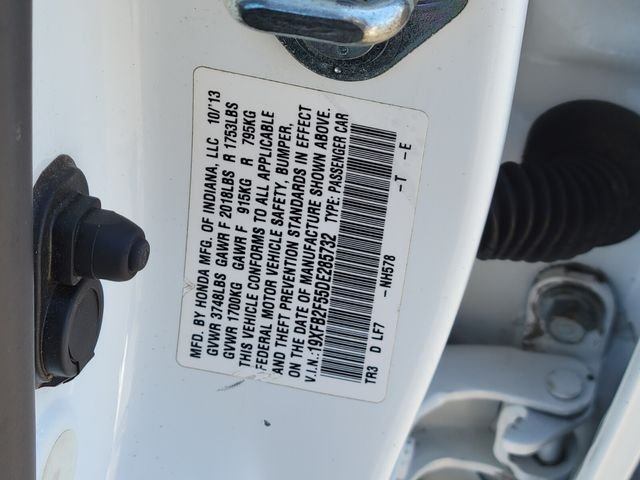 MFD. BY HONDA MFG. OF INDIANA, LLC 10/13
GVWR 3748LBS GAWR F 2018LBS R 1753LBS
GVWR 1700KG GAWR F 915KG R 795KG
THIS VEHICLE CONFORMS TO ALL APPLICABLE
FEDERAL MOTOR VEHICLE SAFETY, BUMPER,
AND THEFT PREVENTION STANDARDS IN EFFECT
ON THE DATE OF MANUFACTURE SHOWN ABOVE.
V.I.N.:19XFB2F55DE285732 TYPE: PASSENGER CAR
TR3 D LF7 -NH578 -T -E